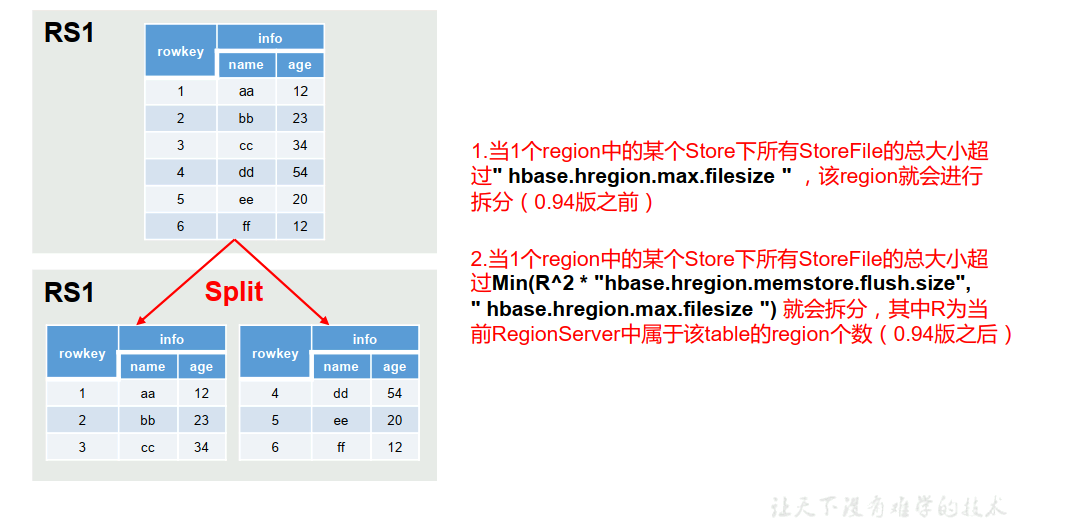 RS1
rowkey info
name age
1 aa 12
2 bb 23
3 cc 34
4 dd 54
5 ee 20
6 ff 12
RS1
Split
rowkey info
name age
1 aa 12
2 bb 23
3 cc 34
rowkey info
name age
4 dd 54
5 ee 20
6 ff 12
1.当1个region中的某个Store下所有StoreFile的总大小超
过" hbase.hregion.max.filesize "，该region就会进行
拆分（0.94版之前）
2.当1个region中的某个Store下所有StoreFile的总大小超
过Min(R^2 * "hbase.hregion.memstore.flush.size",
" hbase.hregion.max.filesize ") 就会拆分，其中R为当
前RegionServer中属于该table的region个数（0.94版之后）
让天下没有难学的技术